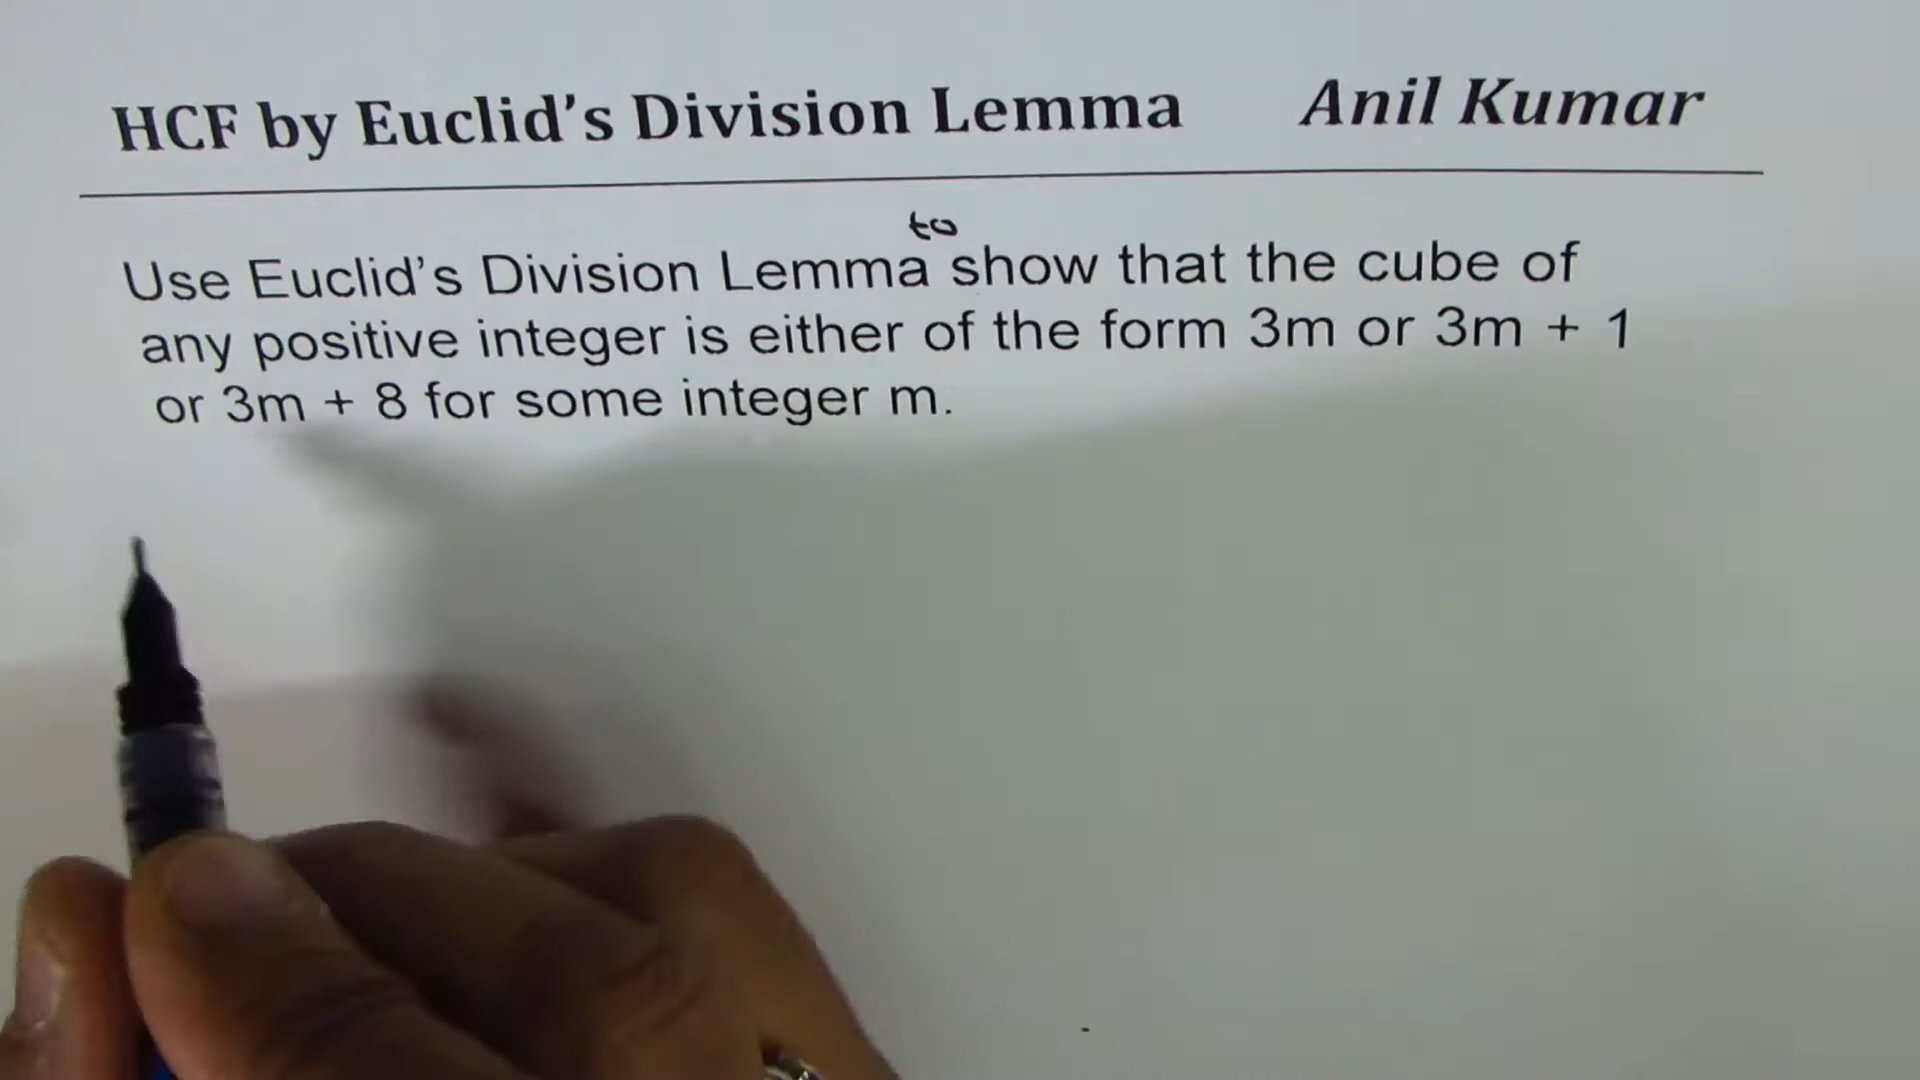 HCF by Euclid's Division Lemma Anil Kumar
to
Use Euclid's Division Lemma show that the cube of
any positive integer is either of the form 3m or 3m + 1
or 3m + 8 for some integer m.